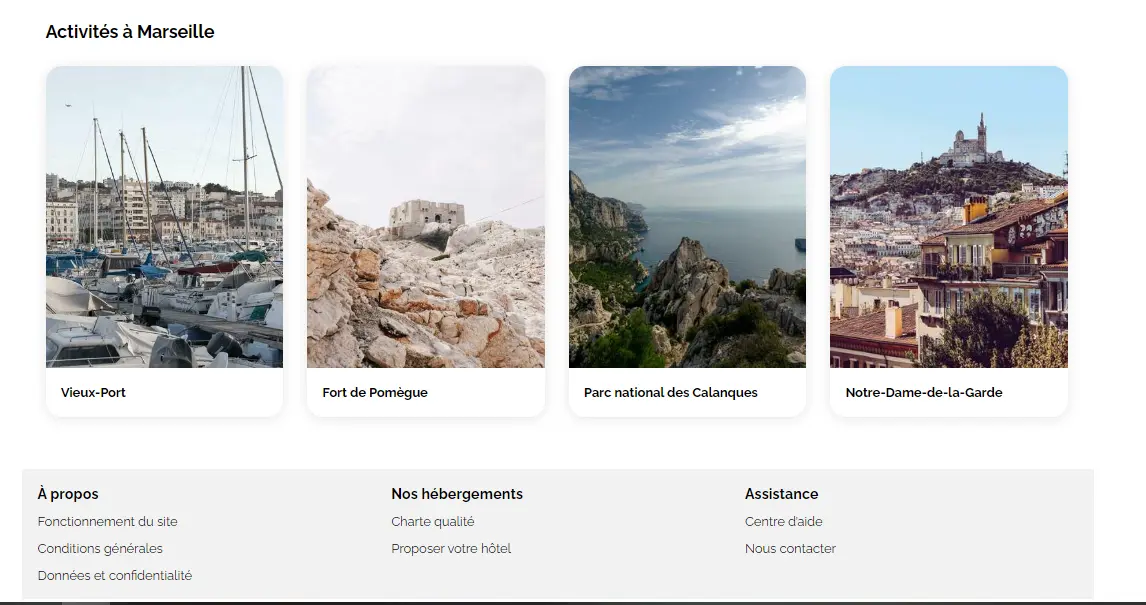 Activités à Marseille
Vieux-Port
Fort de Pomègue
Parc national des Calanques
Notre-Dame-de-la-Garde
À propos
Fonctionnement du site
Conditions générales
Données et confidentialité
Nos hébergements
Charte qualité
Proposer votre hôtel
Assistance
Centre d'aide
Nous contacter